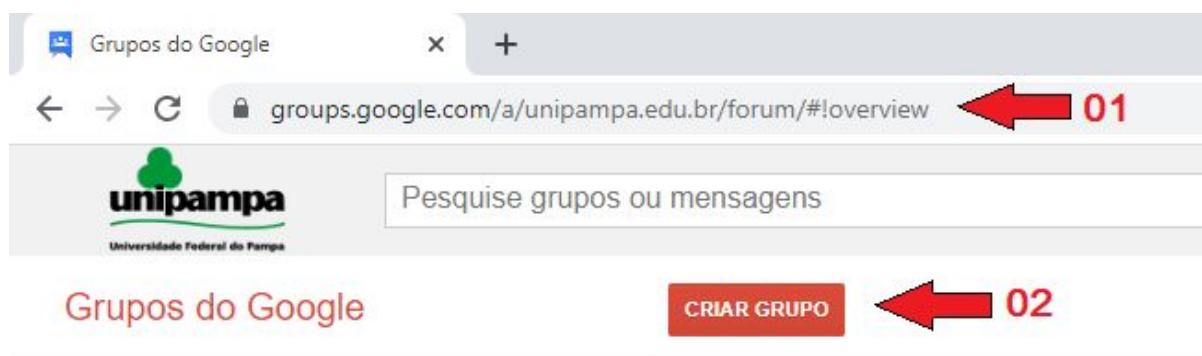 Grupos do Google
groups.google.com/a/unipampa.edu.br/forum/#!overview
01
unipampa
Universidade Federal do Pampa
Pesquise grupos ou mensagens
Grupos do Google
CRIAR GRUPO
02